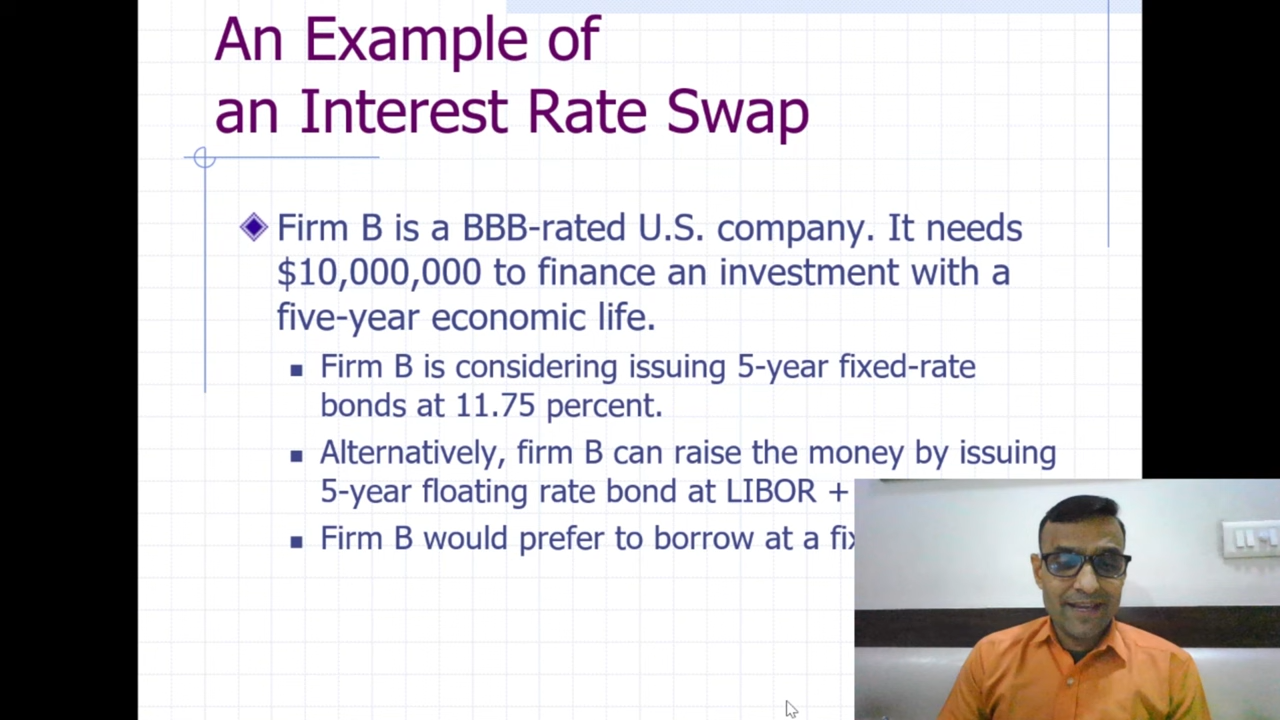 An Example of
an Interest Rate Swap
Firm B is a BBB-rated U.S. company. It needs
$10,000,000 to finance an investment with a
five-year economic life.
Firm B is considering issuing 5-year fixed-rate
bonds at 11.75 percent.
Alternatively, firm B can raise the money by issuing
5-year floating rate bond at LIBOR +
Firm B would prefer to borrow at a